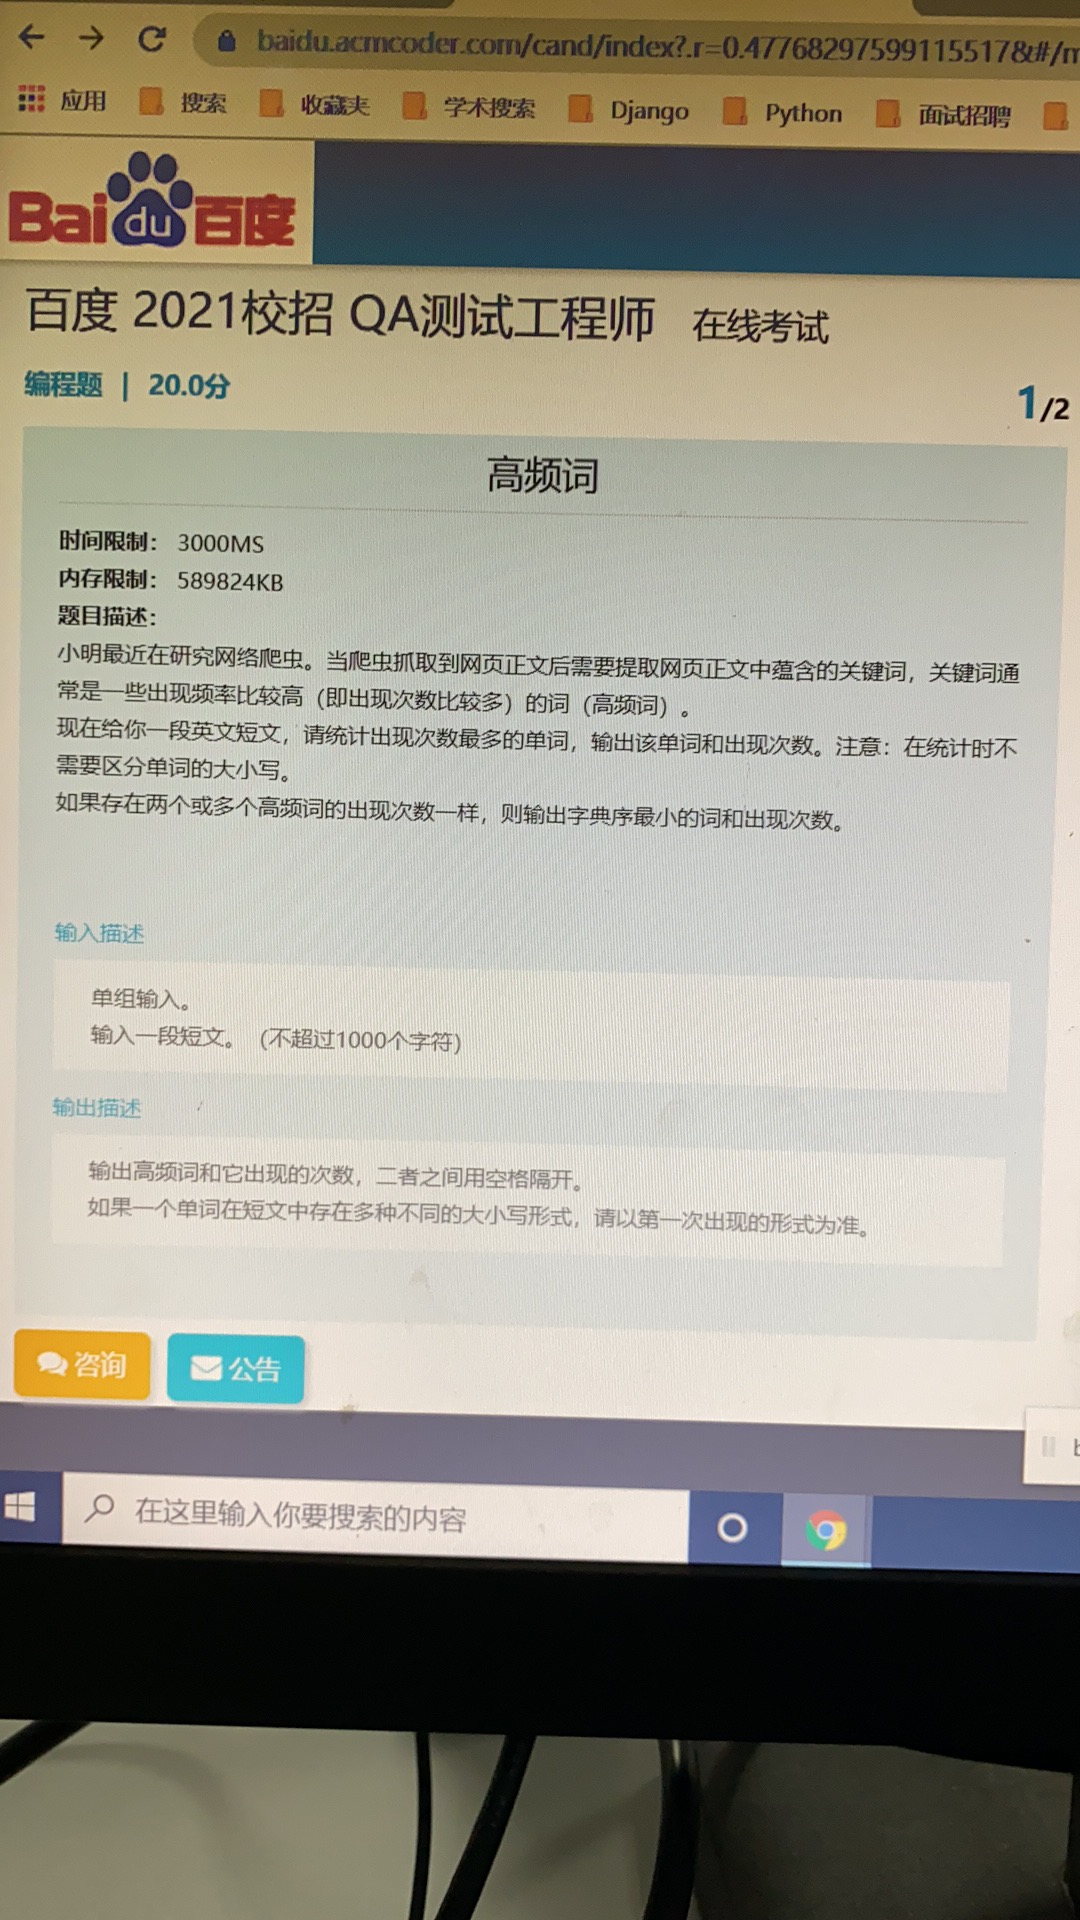 baidu.acmcoder.com/cand/index?.r=0.47768297599115517&t#/m
应用 搜索 收藏夹 学术搜索 Django Python 面试招聘
Baidu百度
百度 2021校招 QA测试工程师 在线考试
编程题 | 20.0分
1/2
高频词
时间限制： 3000MS
内存限制： 589824KB
题目描述：
小明最近在研究网络爬虫。当爬虫抓取到网页正文后需要提取网页正文中蕴含的关键词，关键词通
常是一些出现频率比较高（即出现次数比较多）的词（高频词）。
现在给你一段英文短文，请统计出现次数最多的单词，输出该单词和出现次数。注意：在统计时不
需要区分单词的大小写。
如果存在两个或多个高频词的出现次数一样，则输出字典序最小的词和出现次数。
输入描述
单组输入。
输入一段短文。（不超过1000个字符）
输出描述
输出高频词和它出现的次数，二者之间用空格隔开。
如果一个单词在短文中存在多种不同的大小写形式，请以第一次出现的形式为准。
咨询 公告
在这里输入你要搜索的内容